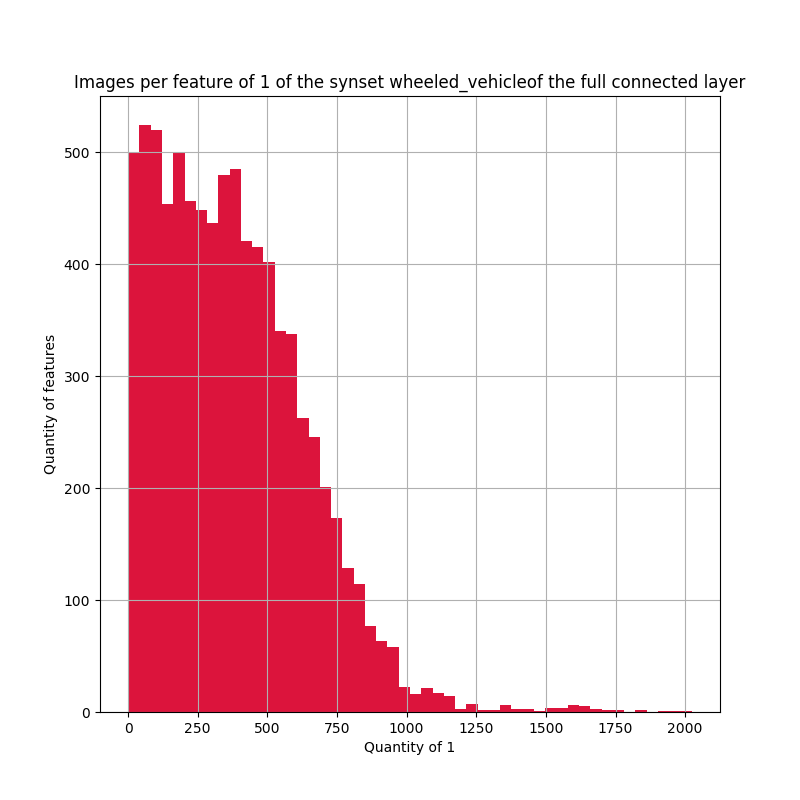 Images per feature of 1 of the synset wheeled_vehicleof the full connected layer
500
400
300
200
100
0
Quantity of features
0 250 500 750 1000 1250 1500 1750 2000
Quantity of 1